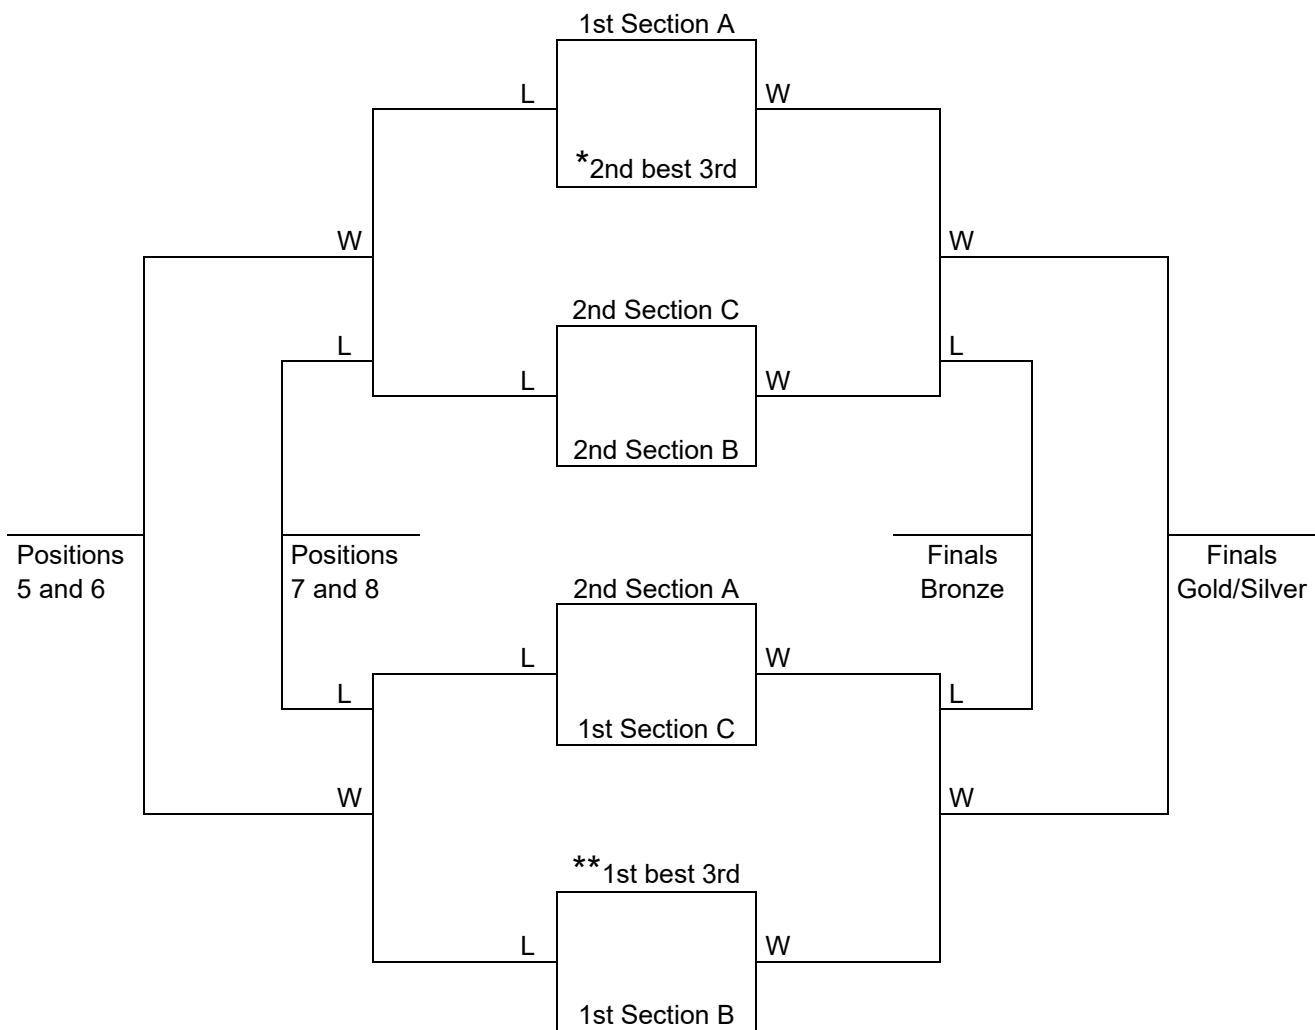 1st Section A
L
W
*2nd best 3rd
W
W
2nd Section C
L
L
L
W
2nd Section B
Positions
5 and 6
Positions
7 and 8
Finals
Bronze
Finals
Gold/Silver
2nd Section A
L
W
L
L
1st Section C
W
W
**1st best 3rd
L
W
1st Section B